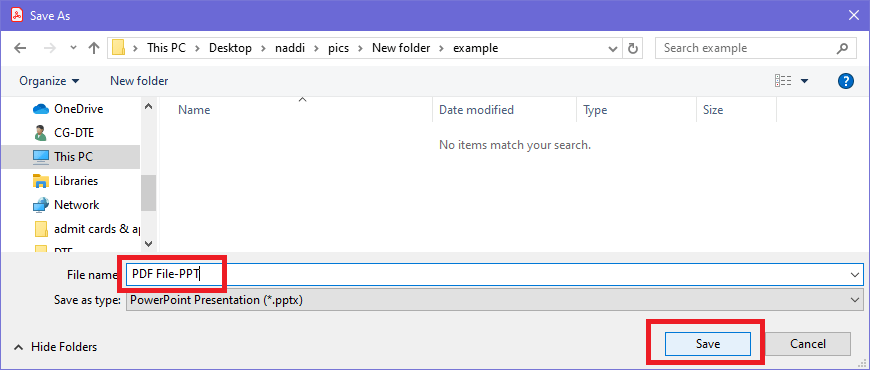 Save As
This PC > Desktop > naddi > pics > New folder > example
Search example
Organize
New folder
OneDrive
CG-DTE
This PC
Libraries
Network
admit cards & a
Name
Date modified
Type
Size
No items match your search.
File name:
PDF File-PPT
Save as type:
PowerPoint Presentation (*.pptx)
Hide Folders
Save
Cancel